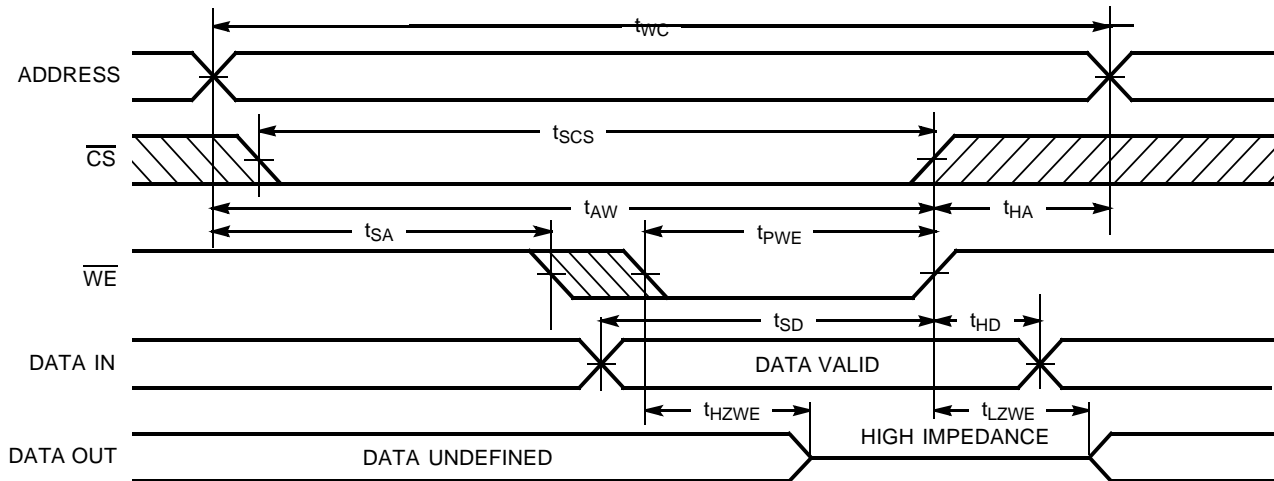 tWC
ADDRESS
tSCS
CS
tAW
tHA
tSA
tPWE
WE
tSD
tHD
DATA IN
DATA VALID
tHZWE
tLZWE
HIGH IMPEDANCE
DATA OUT
DATA UNDEFINED